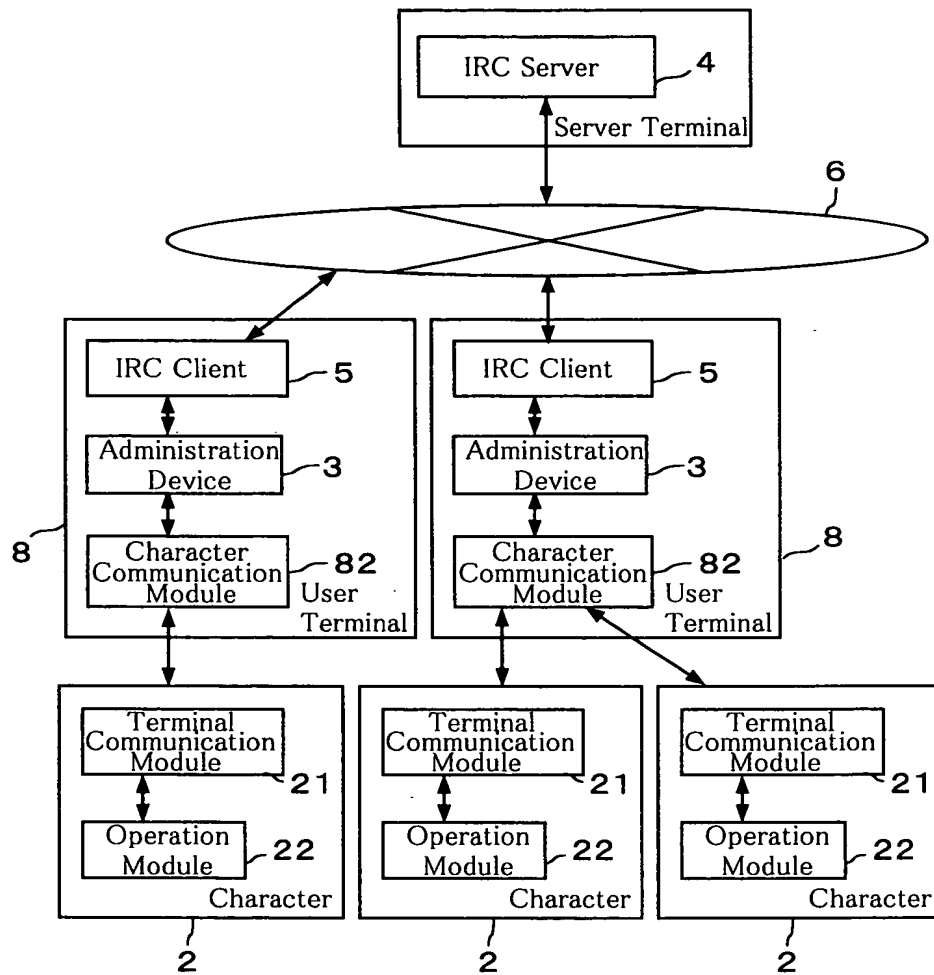 IRC Server
4
Server Terminal
6
IRC Client
5
Administration
Device
3
Character
Communication
Module
82
User
Terminal
8
IRC Client
5
Administration
Device
3
Character
Communication
Module
82
User
Terminal
8
Terminal
Communication
Module
21
Operation
Module
22
Character
2
Terminal
Communication
Module
21
Operation
Module
22
Character
2
Terminal
Communication
Module
21
Operation
Module
22
Character
2